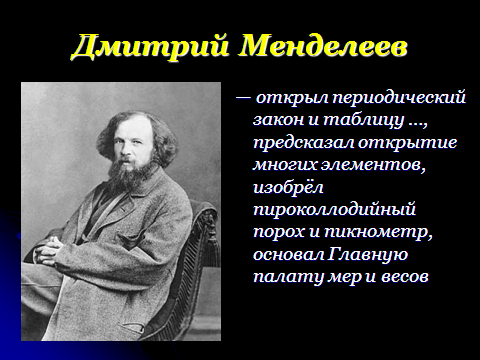 Дмитрий Менделеев
— открыл периодический
закон и таблицу ...,
предсказал открытие
многих элементов,
изобрёл
пироколлодийный
порох и пикнометр,
основал Главную
палату мер и весов